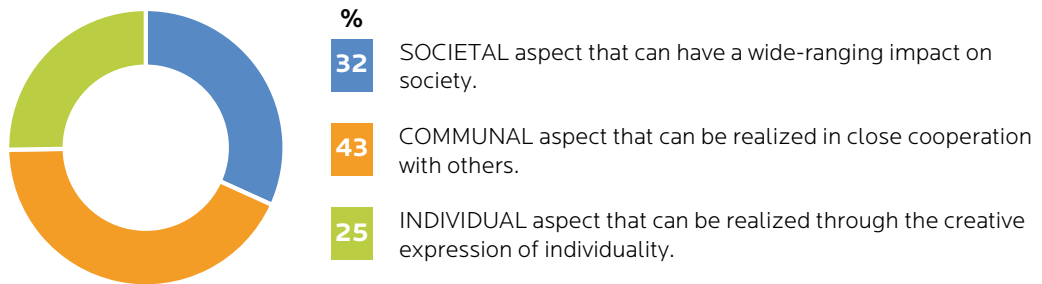 %
32
SOCIETAL aspect that can have a wide-ranging impact on
society.
43
COMMUNAL aspect that can be realized in close cooperation
with others.
25
INDIVIDUAL aspect that can be realized through the creative
expression of individuality.